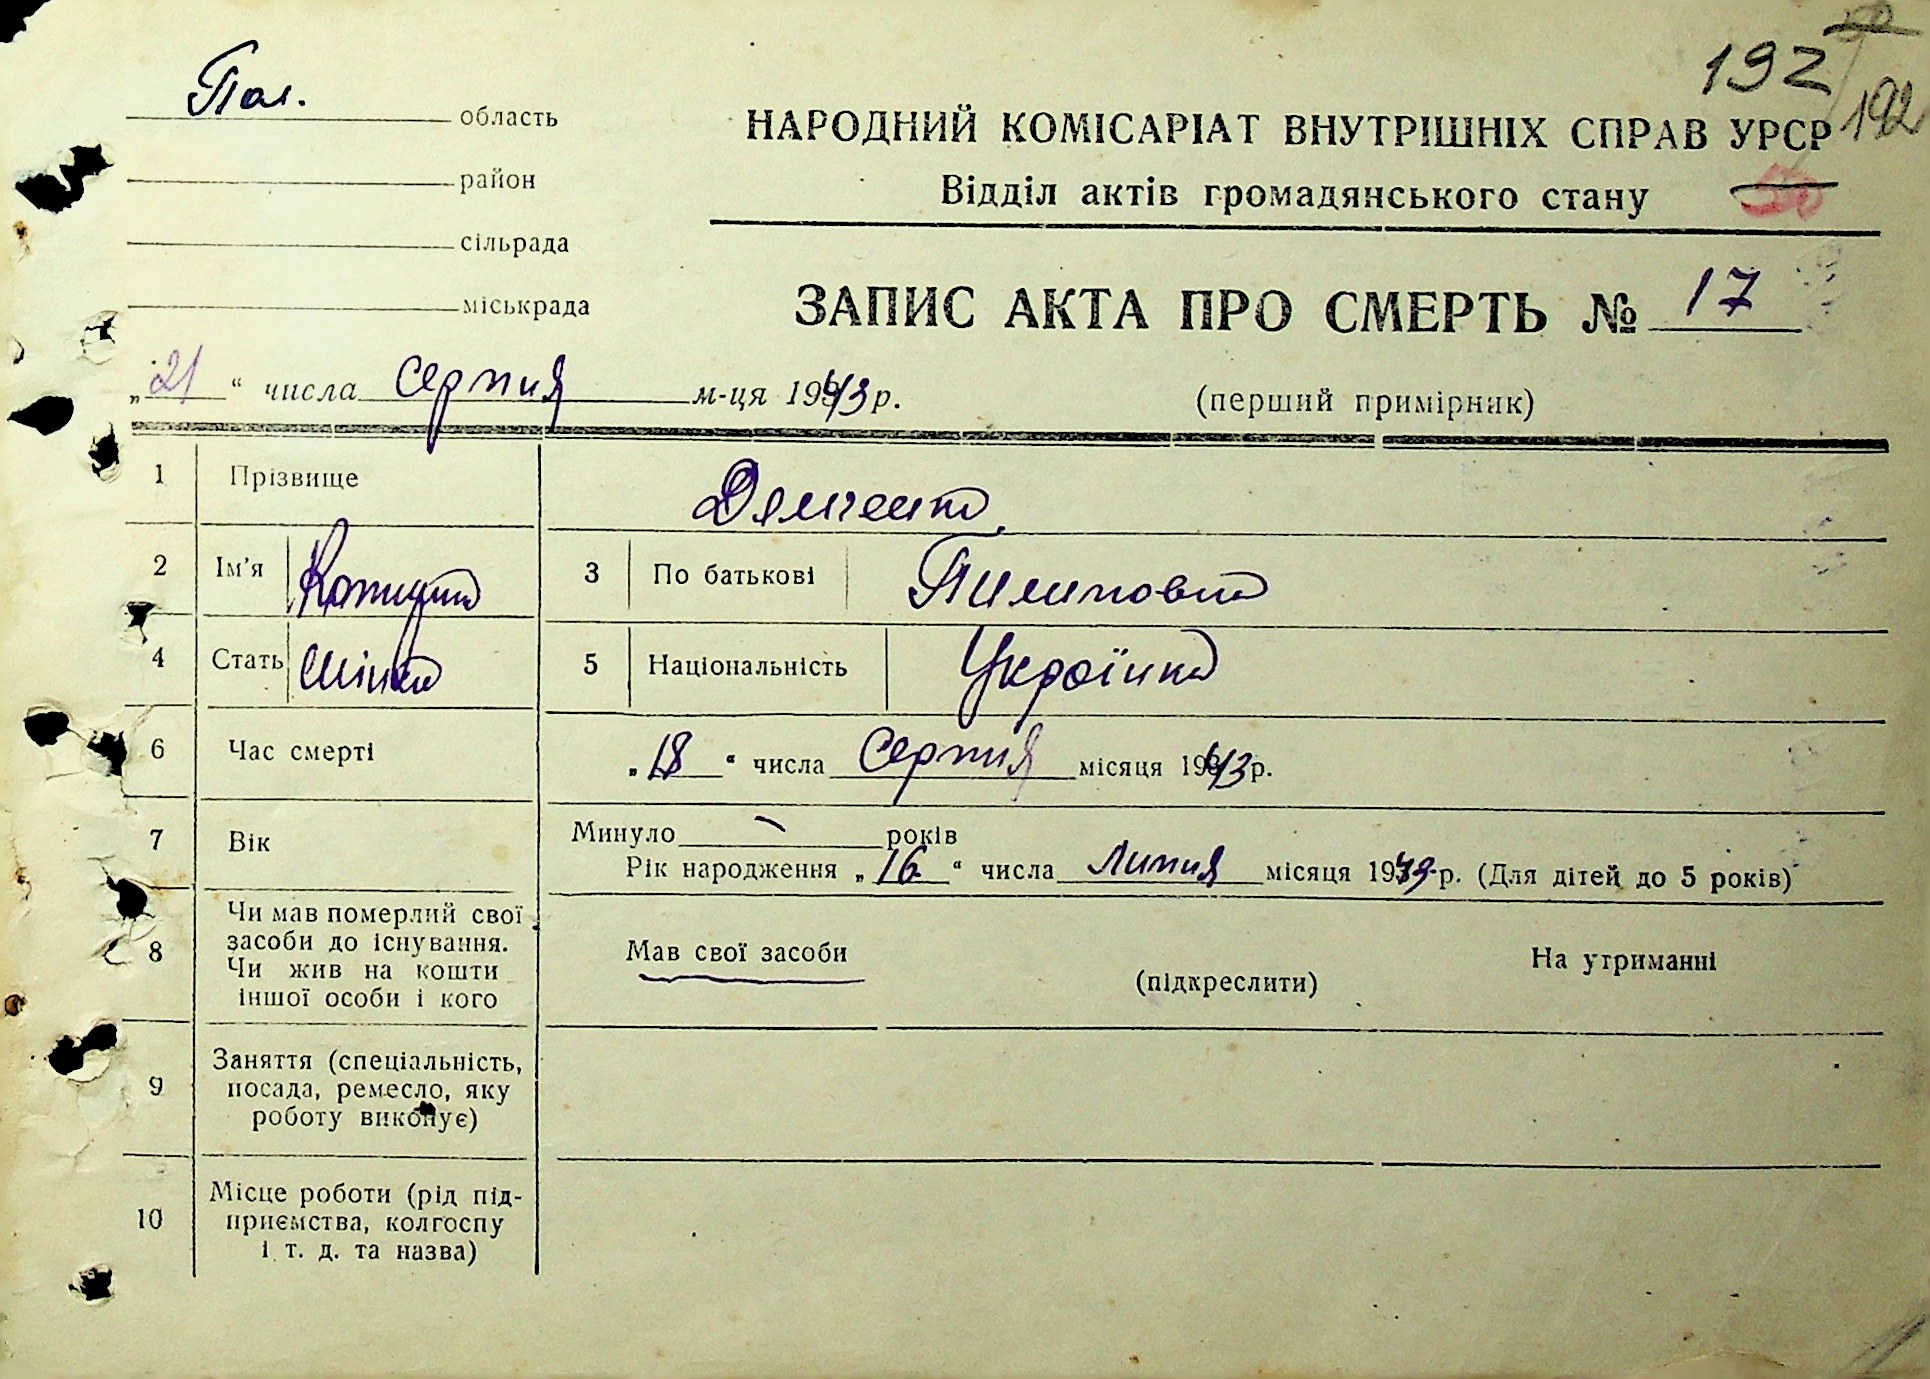 192
192
Пол. область
НАРОДНИЙ КОМІСАРІАТ ВНУТРІШНІХ СПРАВ УРСР
район
Відділ актів громадянського стану
сільрада
міськрада
ЗАПИС АКТА ПРО СМЕРТЬ № 17
„21“ числа Серпня м-ця 1943 р.
(перший примірник)
1 Прізвище Демченко
2 Ім'я
3 По батькові Пилиповна
4 Стать жінка
5 Національність Українка
6 Час смерті „18“ числа Серпня місяця 1943 р.
7 Вік Минуло - років
Рік народження „16“ числа Липня місяця 19 р. (Для дітей до 5 років)
8 Чи мав померлий свої засоби до існування. Чи жив на кошти іншої особи і кого
Мав свої засоби (підкреслити) На утриманні
9 Заняття (спеціальність, посада, ремесло, яку роботу виконує)
10 Місце роботи (рід підприємства, колгоспу і т. д. та назва)